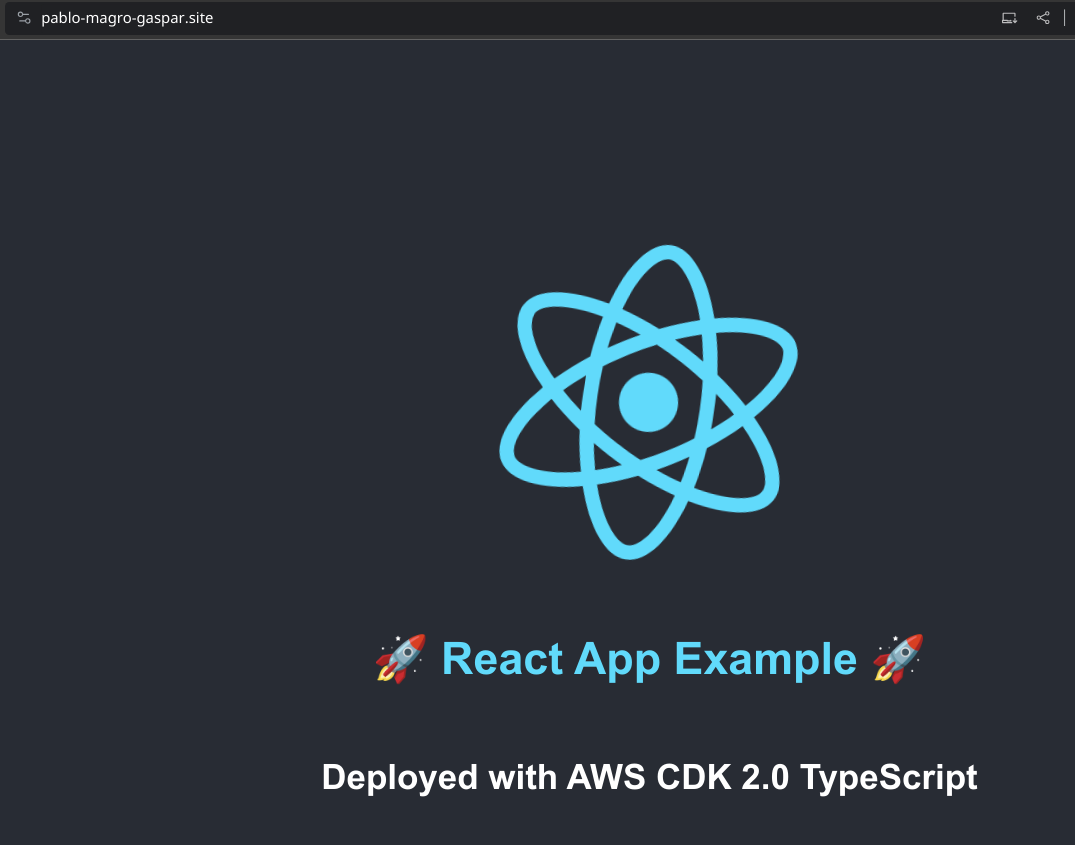 pablo-magro-gaspar.site
🚀 React App Example 🚀
Deployed with AWS CDK 2.0 TypeScript